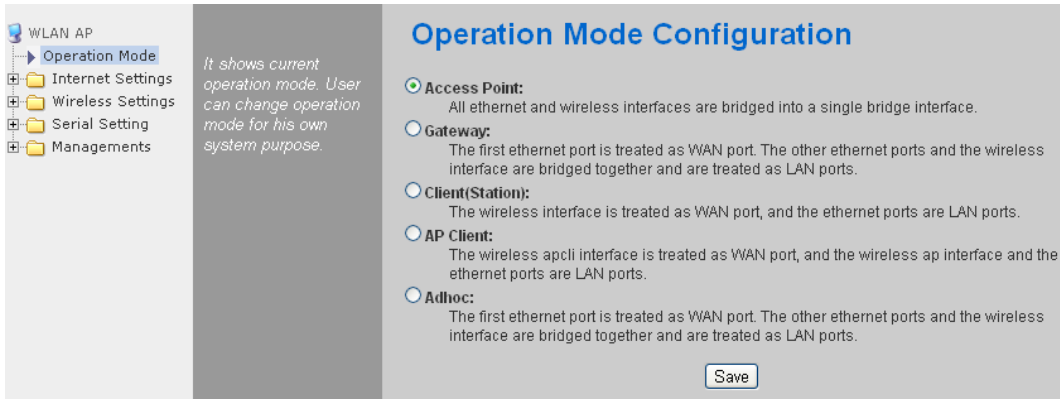 WLAN AP
Operation Mode
Internet Settings
Wireless Settings
Serial Setting
Managements
It shows current
operation mode. User
can change operation
mode for his own
system purpose.
Operation Mode Configuration
Access Point:
All ethernet and wireless interfaces are bridged into a single bridge interface.
Gateway:
The first ethernet port is treated as WAN port. The other ethernet ports and the wireless
interface are bridged together and are treated as LAN ports.
Client(Station):
The wireless interface is treated as WAN port, and the ethernet ports are LAN ports.
AP Client:
The wireless apcli interface is treated as WAN port, and the wireless ap interface and the
ethernet ports are LAN ports.
Adhoc:
The first ethernet port is treated as WAN port. The other ethernet ports and the wireless
interface are bridged together and are treated as LAN ports.
Save